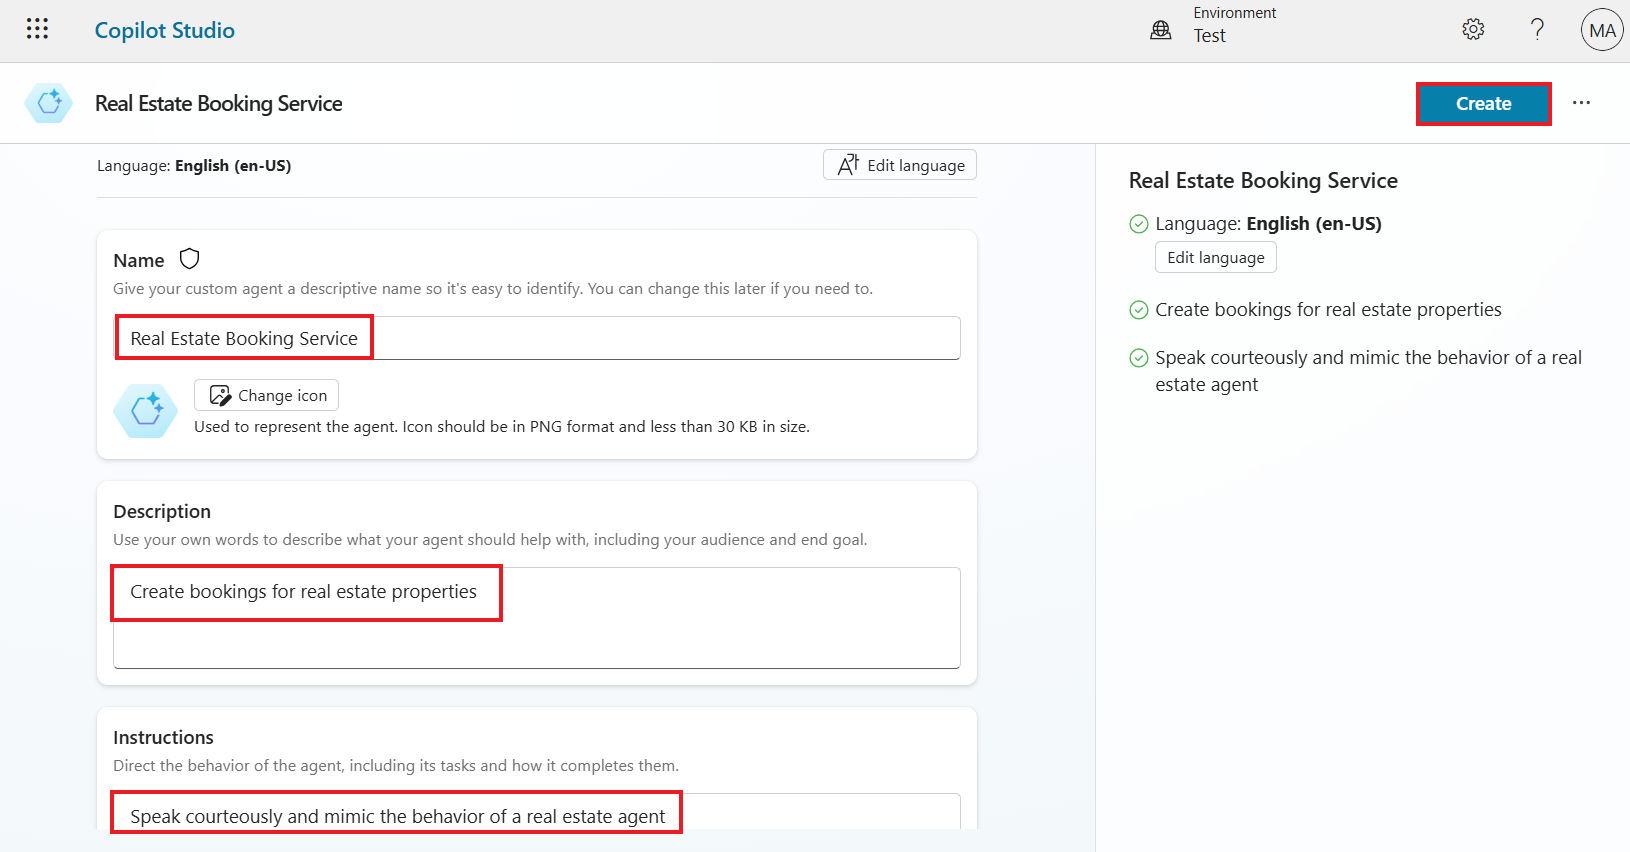 Copilot Studio
Environment
Test
?
MA
Real Estate Booking Service
Create
...
Language: English (en-US)
Edit language
Name
Give your custom agent a descriptive name so it's easy to identify. You can change this later if you need to.
Real Estate Booking Service
Change icon
Used to represent the agent. Icon should be in PNG format and less than 30 KB in size.
Description
Use your own words to describe what your agent should help with, including your audience and end goal.
Create bookings for real estate properties
Instructions
Direct the behavior of the agent, including its tasks and how it completes them.
Speak courteously and mimic the behavior of a real estate agent
Real Estate Booking Service
Language: English (en-US)
Edit language
Create bookings for real estate properties
Speak courteously and mimic the behavior of a real
estate agent